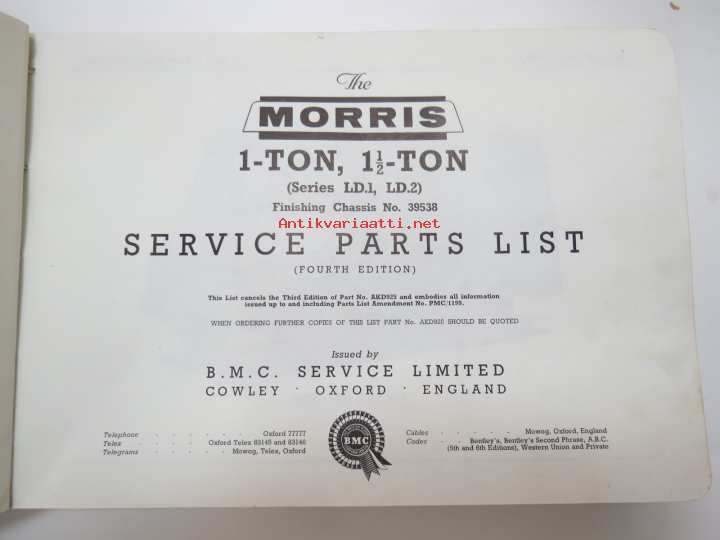 The
MORRIS
1-TON, 1½-TON
(Series LD.1, LD.2)
Finishing Chassis No. 39538
Antikvariaatti.net
SERVICE PARTS LIST
(FOURTH EDITION)
This List cancels the Third Edition of Part No. AKD925 and embodies all information
issued up to and including Parts List Amendment No. PMC/1195.
WHEN ORDERING FURTHER COPIES OF THIS LIST PART No. AKD925 SHOULD BE QUOTED
Issued by
B.M.C. SERVICE LIMITED
COWLEY · OXFORD · ENGLAND
Telephone - - - - - - Oxford 77777
Telex - - - Oxford Telex 83145 and 83146
Telegrams - - - - Mowog, Telex, Oxford
BMC
Cables - - - - - Mowog, Oxford, England
Codes - - Bentley's, Bentley's Second Phrase, A.B.C.
(5th and 6th Editions), Western Union and Private